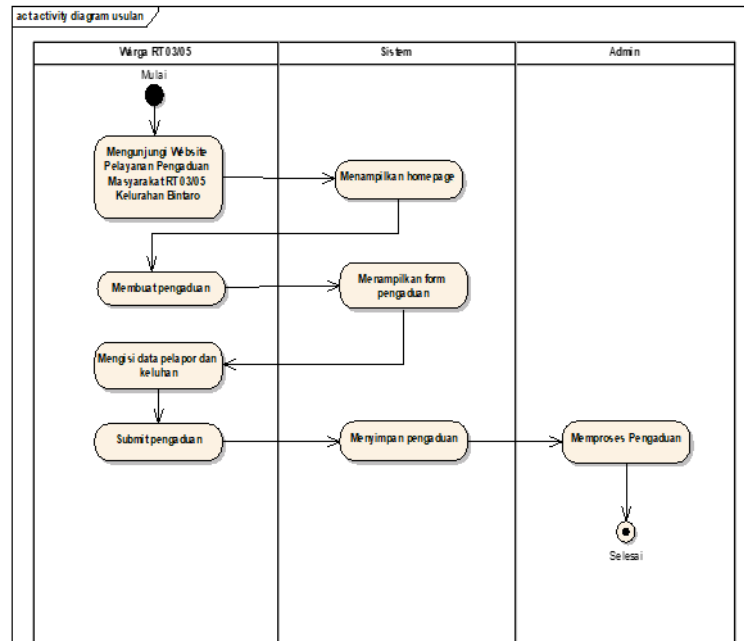 act activity diagram usulan
Warga RT 03/05
Sistem
Admin
Mulai
Mengunjungi Website
Pelayanan Pengaduan
Masyarakat RT 03/05
Kelurahan Bintaro
Menampilkan homepage
Membuat pengaduan
Menampilkan form
pengaduan
Mengisi data pelapor dan
keluhan
Submit pengaduan
Menyimpan pengaduan
Memproses Pengaduan
Selesai